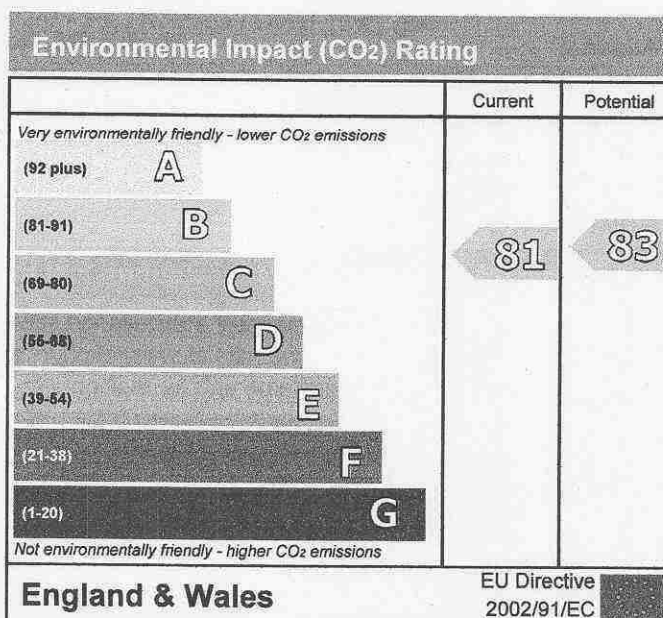 Environmental Impact (CO₂) Rating
Current Potential
Very environmentally friendly - lower CO₂ emissions
(92 plus) A
(81-91) B
(69-80) C
(55-68) D
(39-54) E
(21-38) F
(1-20) G
81 83
Not environmentally friendly - higher CO₂ emissions
England & Wales
EU Directive
2002/91/EC